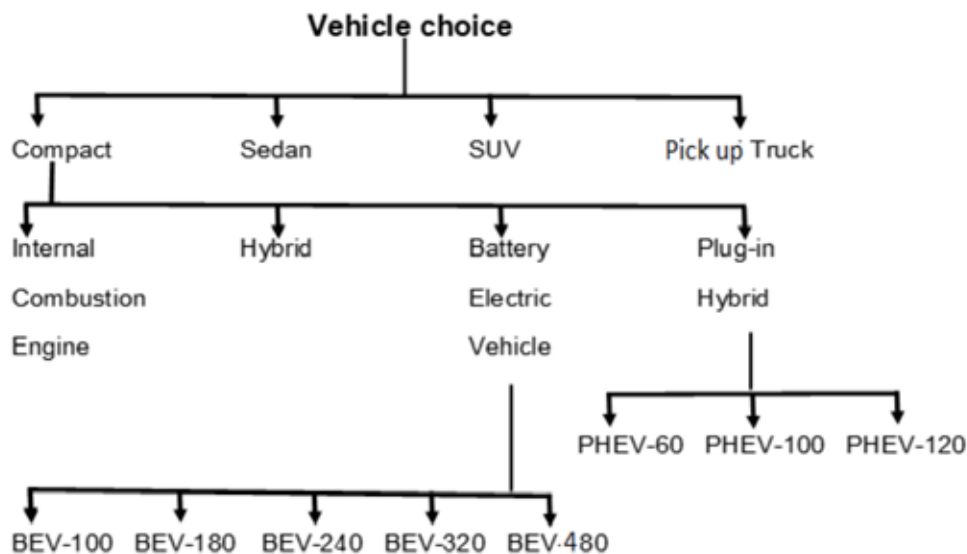 Vehicle choice
Compact Sedan SUV Pick up Truck
Internal Hybrid Battery Plug-in
Combustion Electric Hybrid
Engine Vehicle
PHEV-60 PHEV-100 PHEV-120
BEV-100 BEV-180 BEV-240 BEV-320 BEV-480